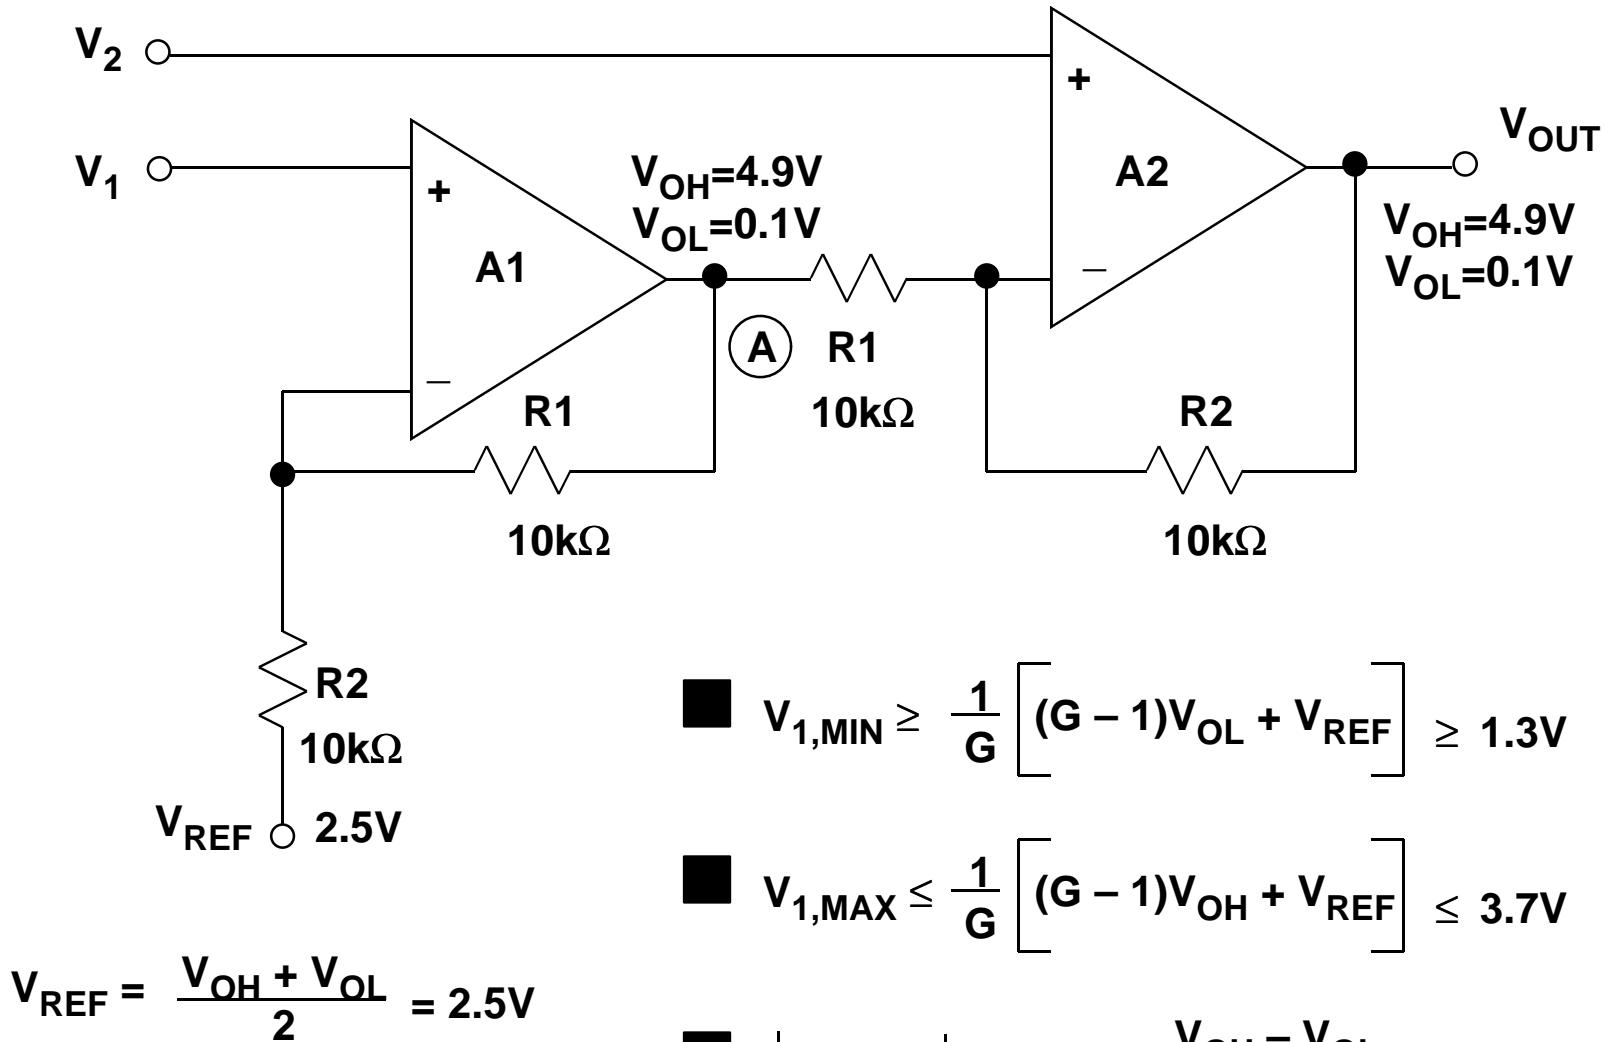 V2
V1
+
A1
–
VOH=4.9V
VOL=0.1V
A
R1
10kΩ
R1
10kΩ
+
A2
–
VOUT
VOH=4.9V
VOL=0.1V
R2
10kΩ
R2
10kΩ
VREF 2.5V
V1,MIN ≥ 1/G [(G – 1)VOL + VREF] ≥ 1.3V
V1,MAX ≤ 1/G [(G – 1)VOH + VREF] ≤ 3.7V
VREF = VOH + VOL / 2 = 2.5V
VOH – VOL